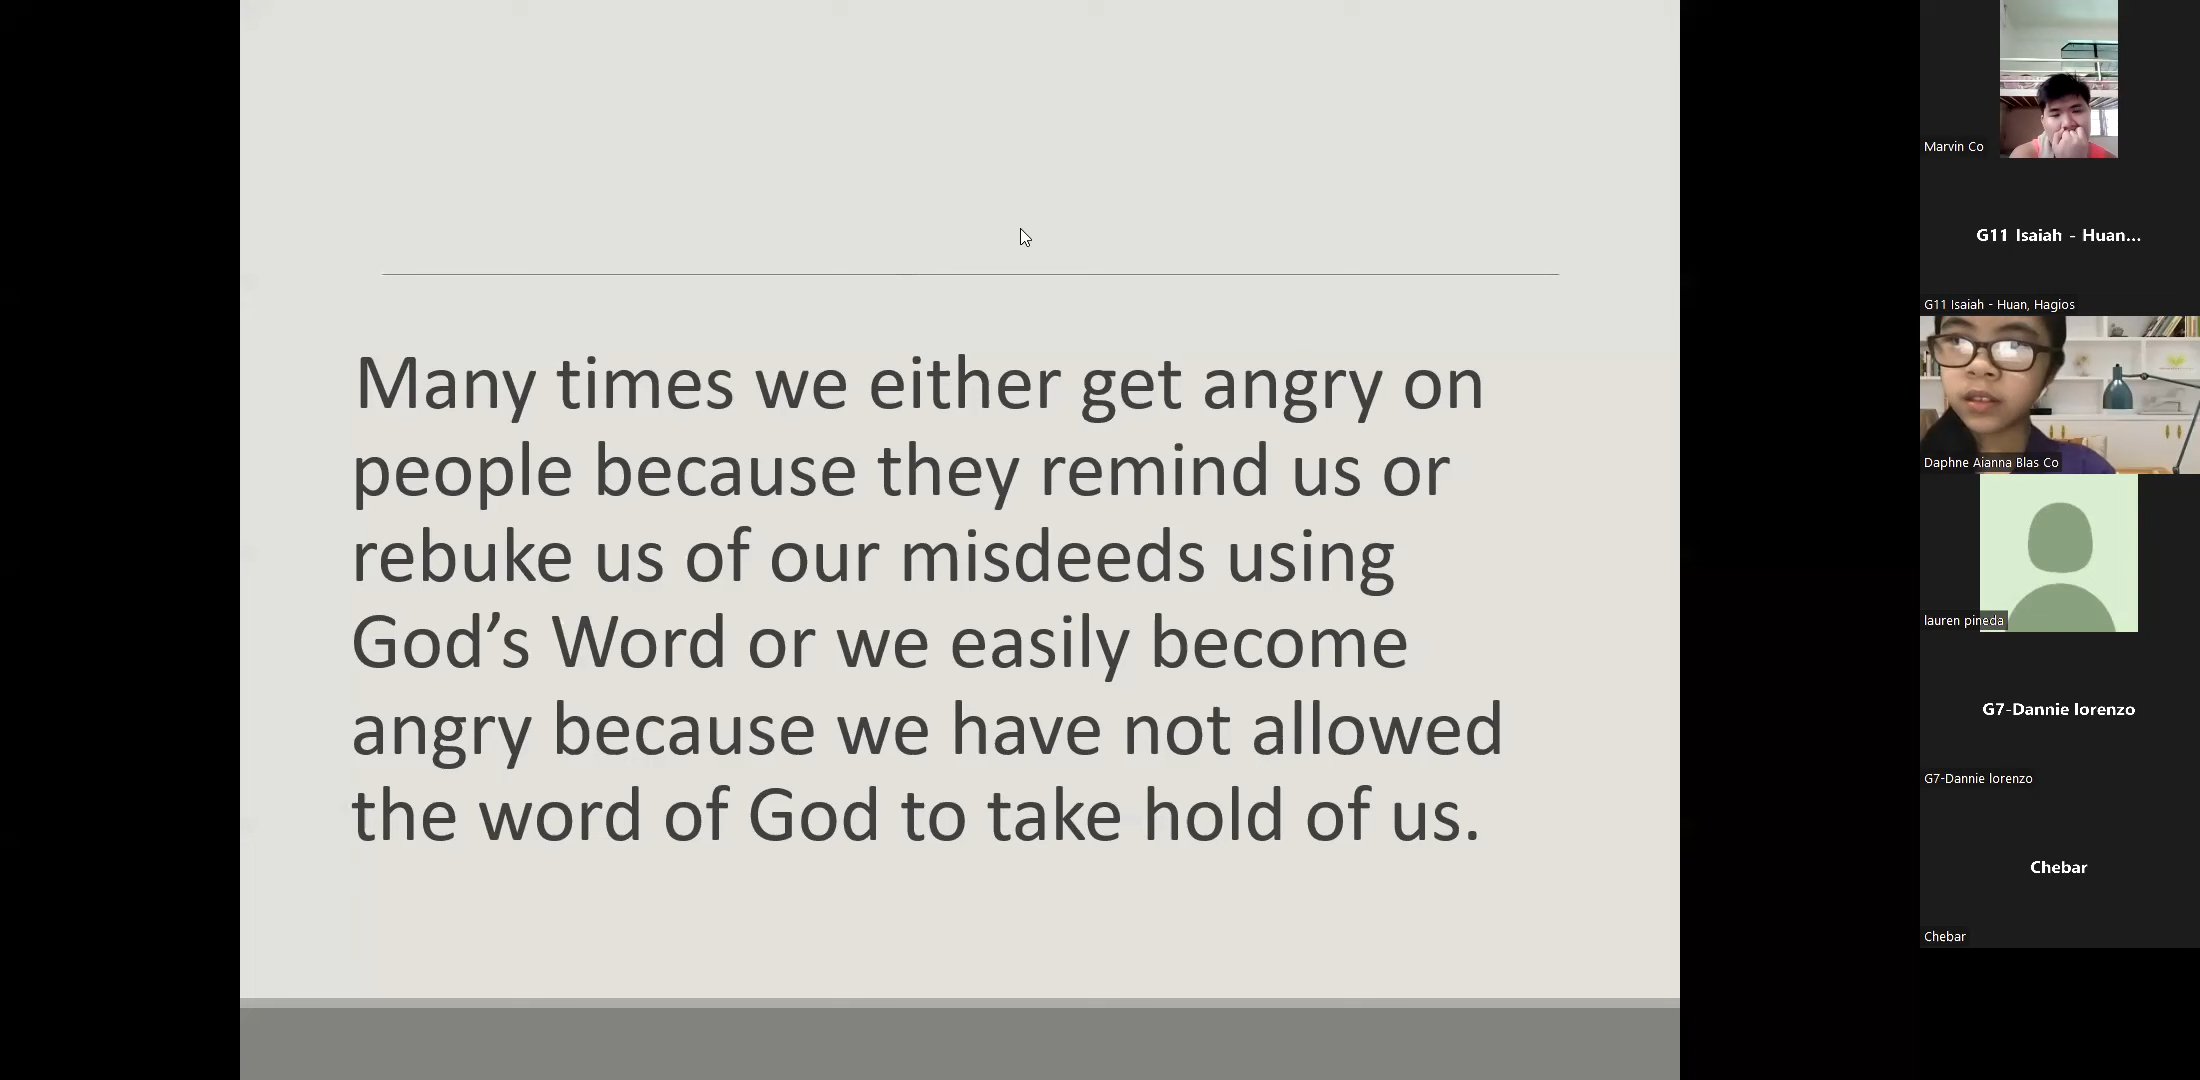 Many times we either get angry on
people because they remind us or
rebuke us of our misdeeds using
God’s Word or we easily become
angry because we have not allowed
the word of God to take hold of us.
Marvin Co
G11 Isaiah - Huan...
G11 Isaiah - Huan, Hagios
Daphne Aianna Blas Co
lauren pineda
G7-Dannie lorenzo
G7-Dannie lorenzo
Chebar
Chebar